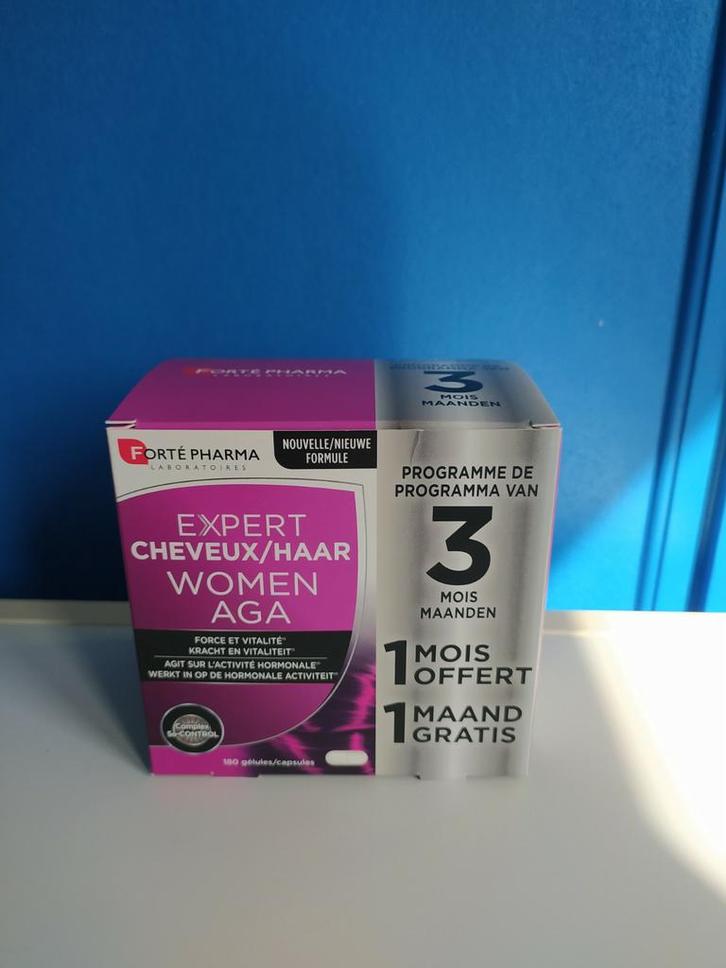 FORTÉ PHARMA
LABORATOIRES
3
MOIS
MAANDEN
FORTÉ PHARMA
LABORATOIRES
NOUVELLE/NIEUWE
FORMULE
EXPERT
CHEVEUX/HAAR
WOMEN
AGA
FORCE ET VITALITÉ
KRACHT EN VITALITEIT
AGIT SUR L'ACTIVITÉ HORMONALE
WERKT IN OP DE HORMONALE ACTIVITEIT
Complex
5α-CONTROL
180 gélules/capsules
PROGRAMME DE
PROGRAMMA VAN
3
MOIS
MAANDEN
1 MOIS
OFFERT
1 MAAND
GRATIS